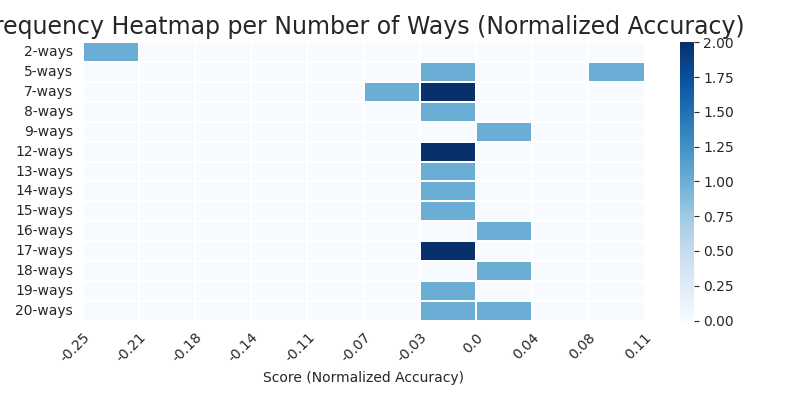 requency Heatmap per Number of Ways (Normalized Accuracy)
2-ways
5-ways
7-ways
8-ways
9-ways
12-ways
13-ways
14-ways
15-ways
16-ways
17-ways
18-ways
19-ways
20-ways
-0.25
-0.21
-0.18
-0.14
-0.11
-0.07
-0.03
0.0
0.04
0.08
0.11
Score (Normalized Accuracy)
2.00
1.75
1.50
1.25
1.00
0.75
0.50
0.25
0.00